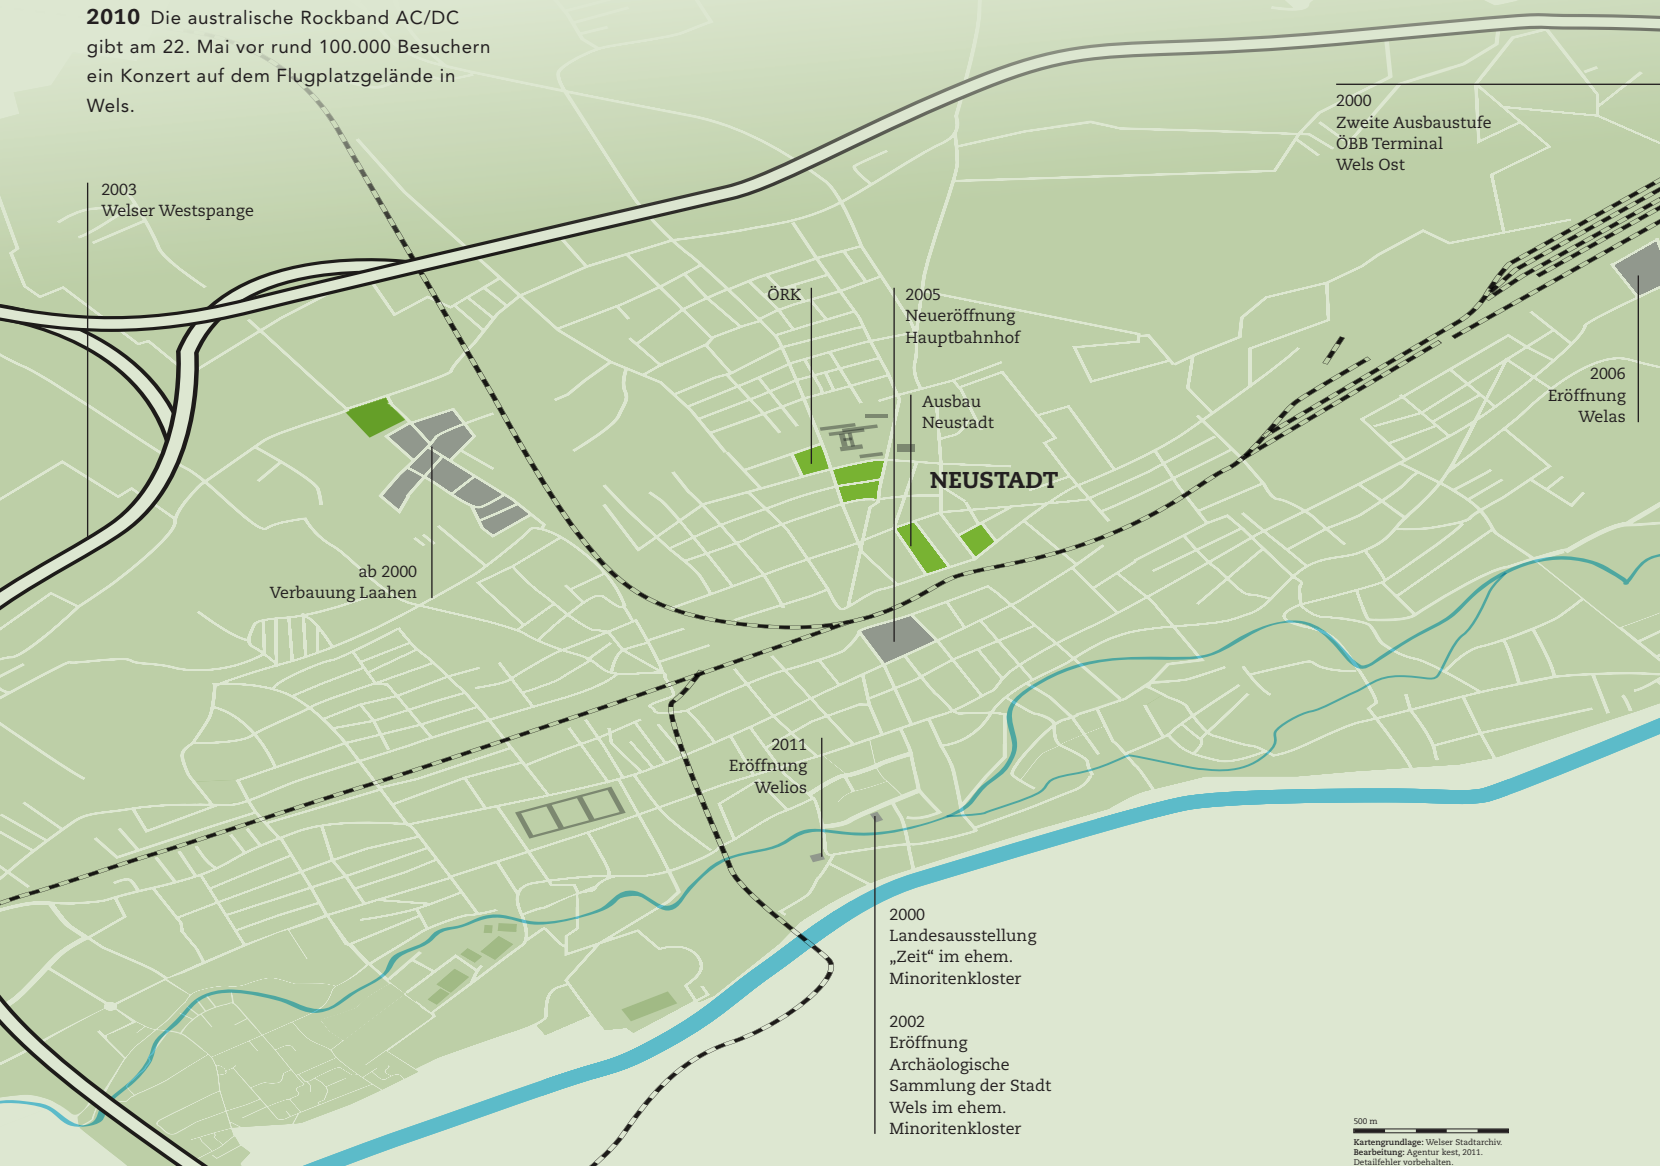 2010 Die australische Rockband AC/DC
gibt am 22. Mai vor rund 100.000 Besuchern
ein Konzert auf dem Flugplatzgelände in
Wels.
2000
Zweite Ausbaustufe
ÖBB Terminal
Wels Ost
2003
Welser Westspange
ÖRK
2005
Neueröffnung
Hauptbahnhof
2006
Eröffnung
Welas
Ausbau
Neustadt
NEUSTADT
ab 2000
Verbauung Laahen
2011
Eröffnung
Welios
2000
Landesausstellung
„Zeit“ im ehem.
Minoritenkloster
2002
Eröffnung
Archäologische
Sammlung der Stadt
Wels im ehem.
Minoritenkloster
500 m
Kartengrundlage: Welser Stadtarchiv.
Bearbeitung: Agentur kest, 2011.
Detailfehler vorbehalten.